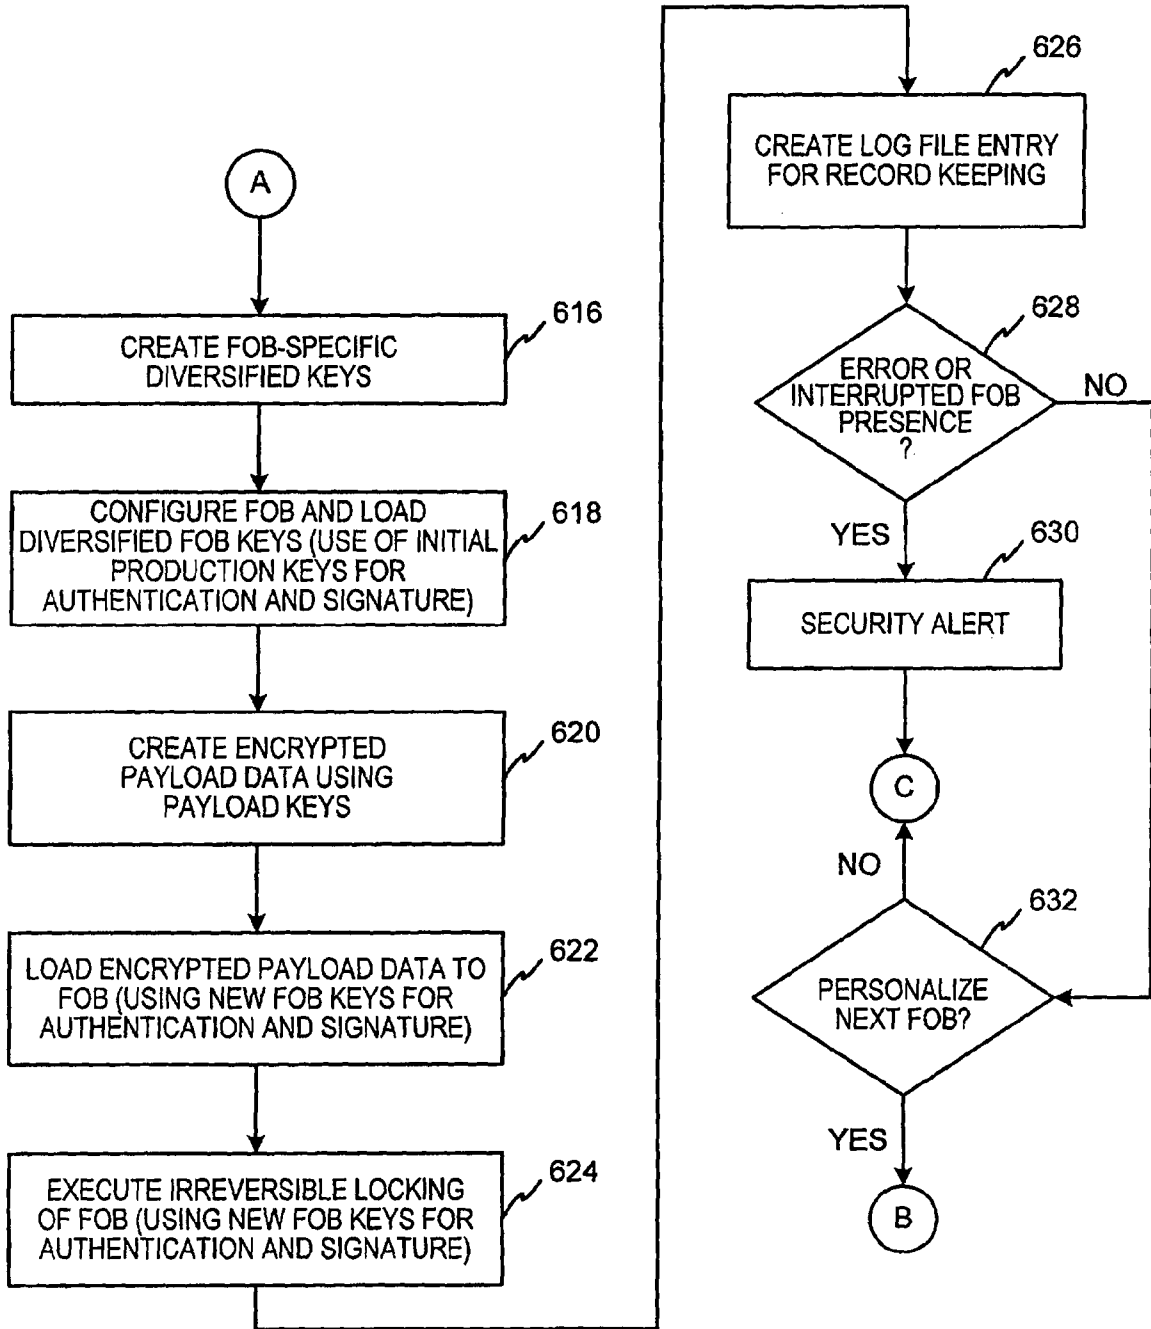 A
616
CREATE FOB-SPECIFIC
DIVERSIFIED KEYS
618
CONFIGURE FOB AND LOAD
DIVERSIFIED FOB KEYS (USE OF INITIAL
PRODUCTION KEYS FOR
AUTHENTICATION AND SIGNATURE)
620
CREATE ENCRYPTED
PAYLOAD DATA USING
PAYLOAD KEYS
622
LOAD ENCRYPTED PAYLOAD DATA TO
FOB (USING NEW FOB KEYS FOR
AUTHENTICATION AND SIGNATURE)
624
EXECUTE IRREVERSIBLE LOCKING
OF FOB (USING NEW FOB KEYS FOR
AUTHENTICATION AND SIGNATURE)
626
CREATE LOG FILE ENTRY
FOR RECORD KEEPING
628
ERROR OR
INTERRUPTED FOB
PRESENCE
?
NO
YES
630
SECURITY ALERT
C
NO
632
PERSONALIZE
NEXT FOB?
YES
B